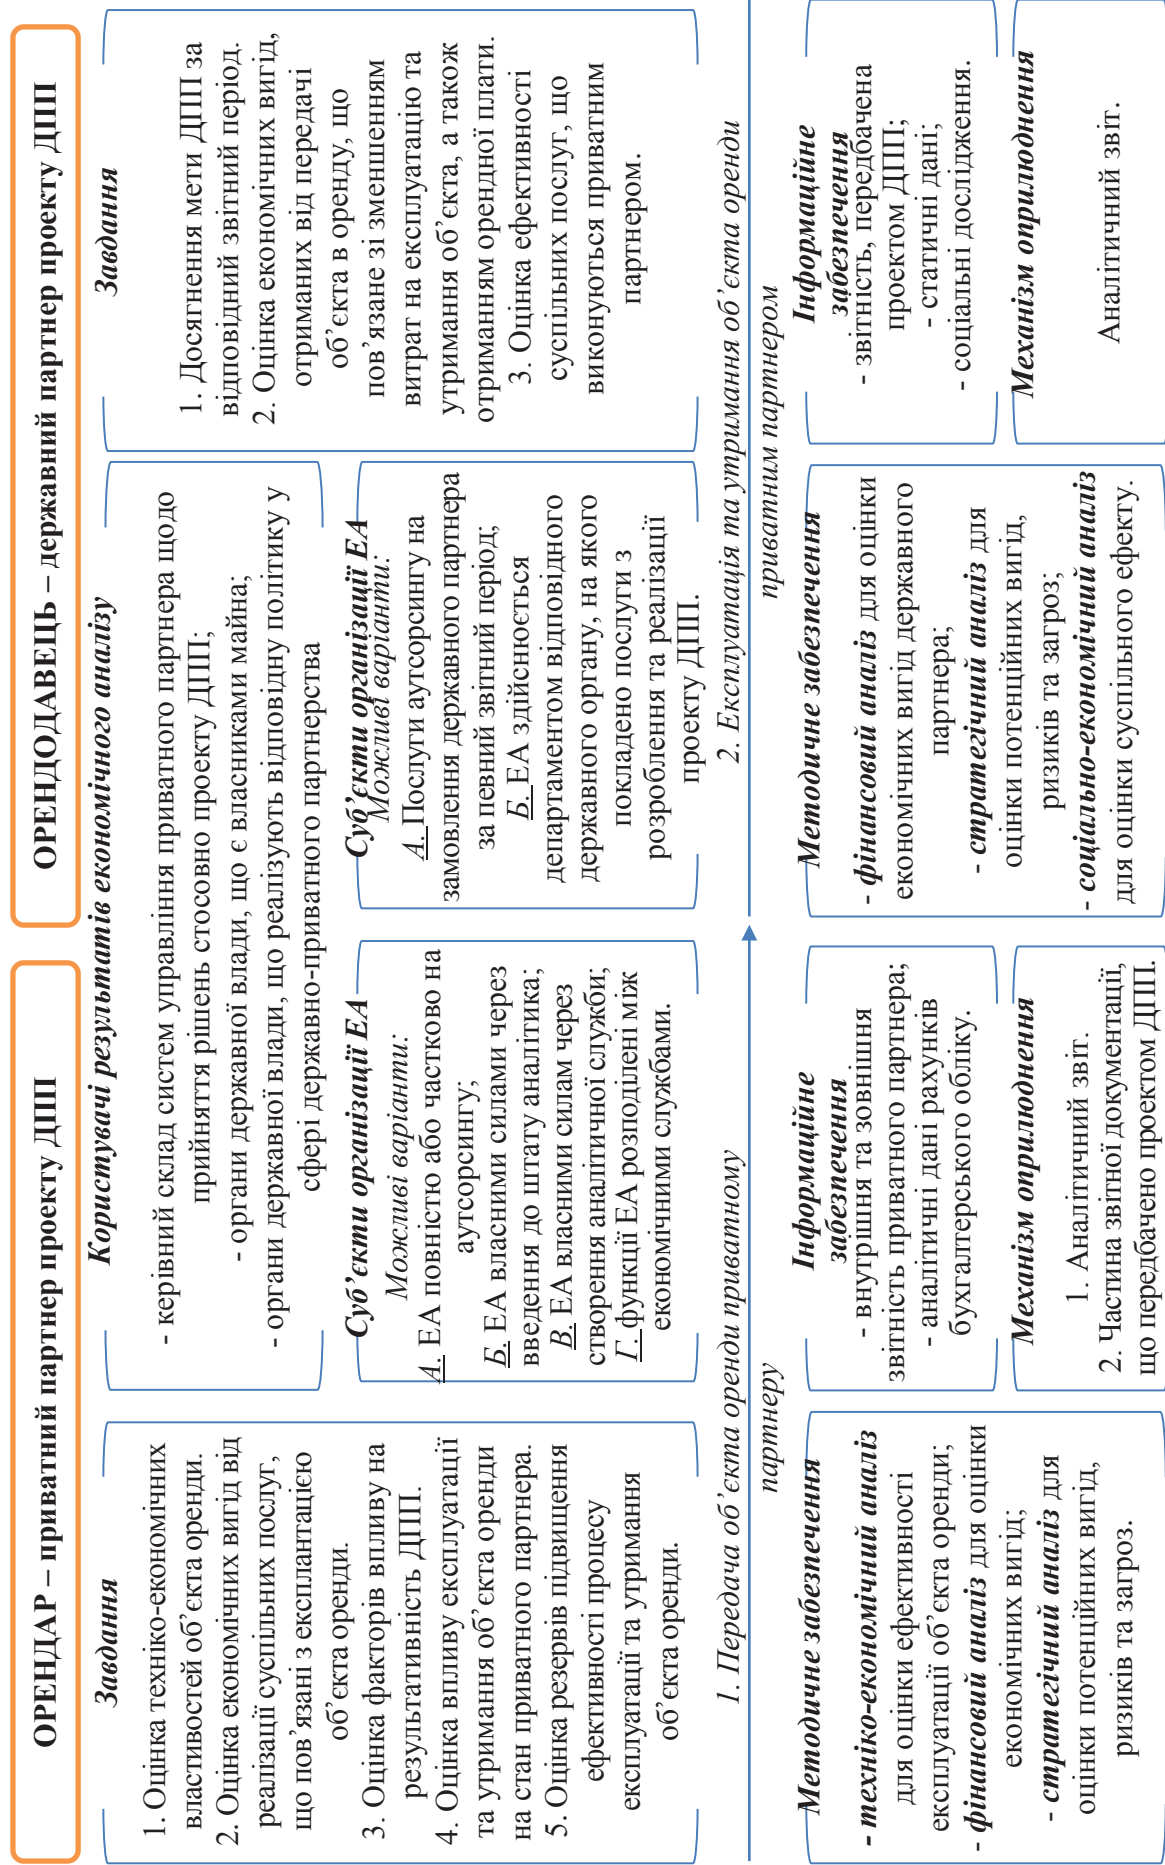 ОРЕНДАР – приватний партнер проекту ДПП
ОРЕНДОДАВЕЦЬ – державний партнер проекту ДПП
Завдання
1. Оцінка техніко-економічних
властивостей об’єкта оренди.
2. Оцінка економічних вигід від
реалізації суспільних послуг,
що пов’язані з експлантацією
об’єкта оренди.
3. Оцінка факторів впливу на
результативність ДПП.
4. Оцінка впливу експлуатації
та утримання об’єкта оренди
на стан приватного партнера.
5. Оцінка резервів підвищення
ефективності процесу
експлуатації та утримання
об’єкта оренди.
Користувачі результатів економічного аналізу
- керівний склад систем управління приватного партнера щодо
прийняття рішень стосовно проекту ДПП;
- органи державної влади, що є власниками майна;
- органи державної влади, що реалізують відповідну політику у
сфері державно-приватного партнерства
Суб’єкти організації ЕА
Можливі варіанти:
А. ЕА повністю або частково на
аутсорсингу;
Б. ЕА власними силами через
введення до штату аналітика;
В. ЕА власними силам через
створення аналітичної служби;
Г. функції ЕА розподілені між
економічними службами.
Суб’єкти організації ЕА
Можливі варіанти:
А. Послуги аутсорсингу на
замовлення державного партнера
за певний звітний період;
Б. ЕА здійснюється
департаментом відповідного
державного органу, на якого
покладено послуги з
розроблення та реалізації
проекту ДПП.
Завдання
1. Досягнення мети ДПП за
відповідний звітний період.
2. Оцінка економічних вигід,
отриманих від передачі
об’єкта в оренду, що
пов’язане зі зменшенням
витрат на експлуатацію та
утримання об’єкта, а також
отриманням орендної плати.
3. Оцінка ефективності
суспільних послуг, що
виконуються приватним
партнером.
1. Передача об’єкта оренди приватному
партнеру
2. Експлуатація та утримання об’єкта оренди
приватним партнером
Методичне забезпечення
- техніко-економічний аналіз
для оцінки ефективності
експлуатації об’єкта оренди;
- фінансовий аналіз для оцінки
економічних вигід;
- стратегічний аналіз для
оцінки потенційних вигід,
ризиків та загроз.
Інформаційне
забезпечення
- внутрішня та зовнішня
звітність приватного партнера;
- аналітичні дані рахунків
бухгалтерського обліку.
Механізм оприлюднення
1. Аналітичний звіт.
2. Частина звітної документації,
що передбачено проектом ДПП.
Методичне забезпечення
- фінансовий аналіз для оцінки
економічних вигід державного
партнера;
- стратегічний аналіз для
оцінки потенційних вигід,
ризиків та загроз;
- соціально-економічний аналіз
для оцінки суспільного ефекту.
Інформаційне
забезпечення
- звітність, передбачена
проектом ДПП;
- статичні дані;
- соціальні дослідження.
Механізм оприлюднення
Аналітичний звіт.